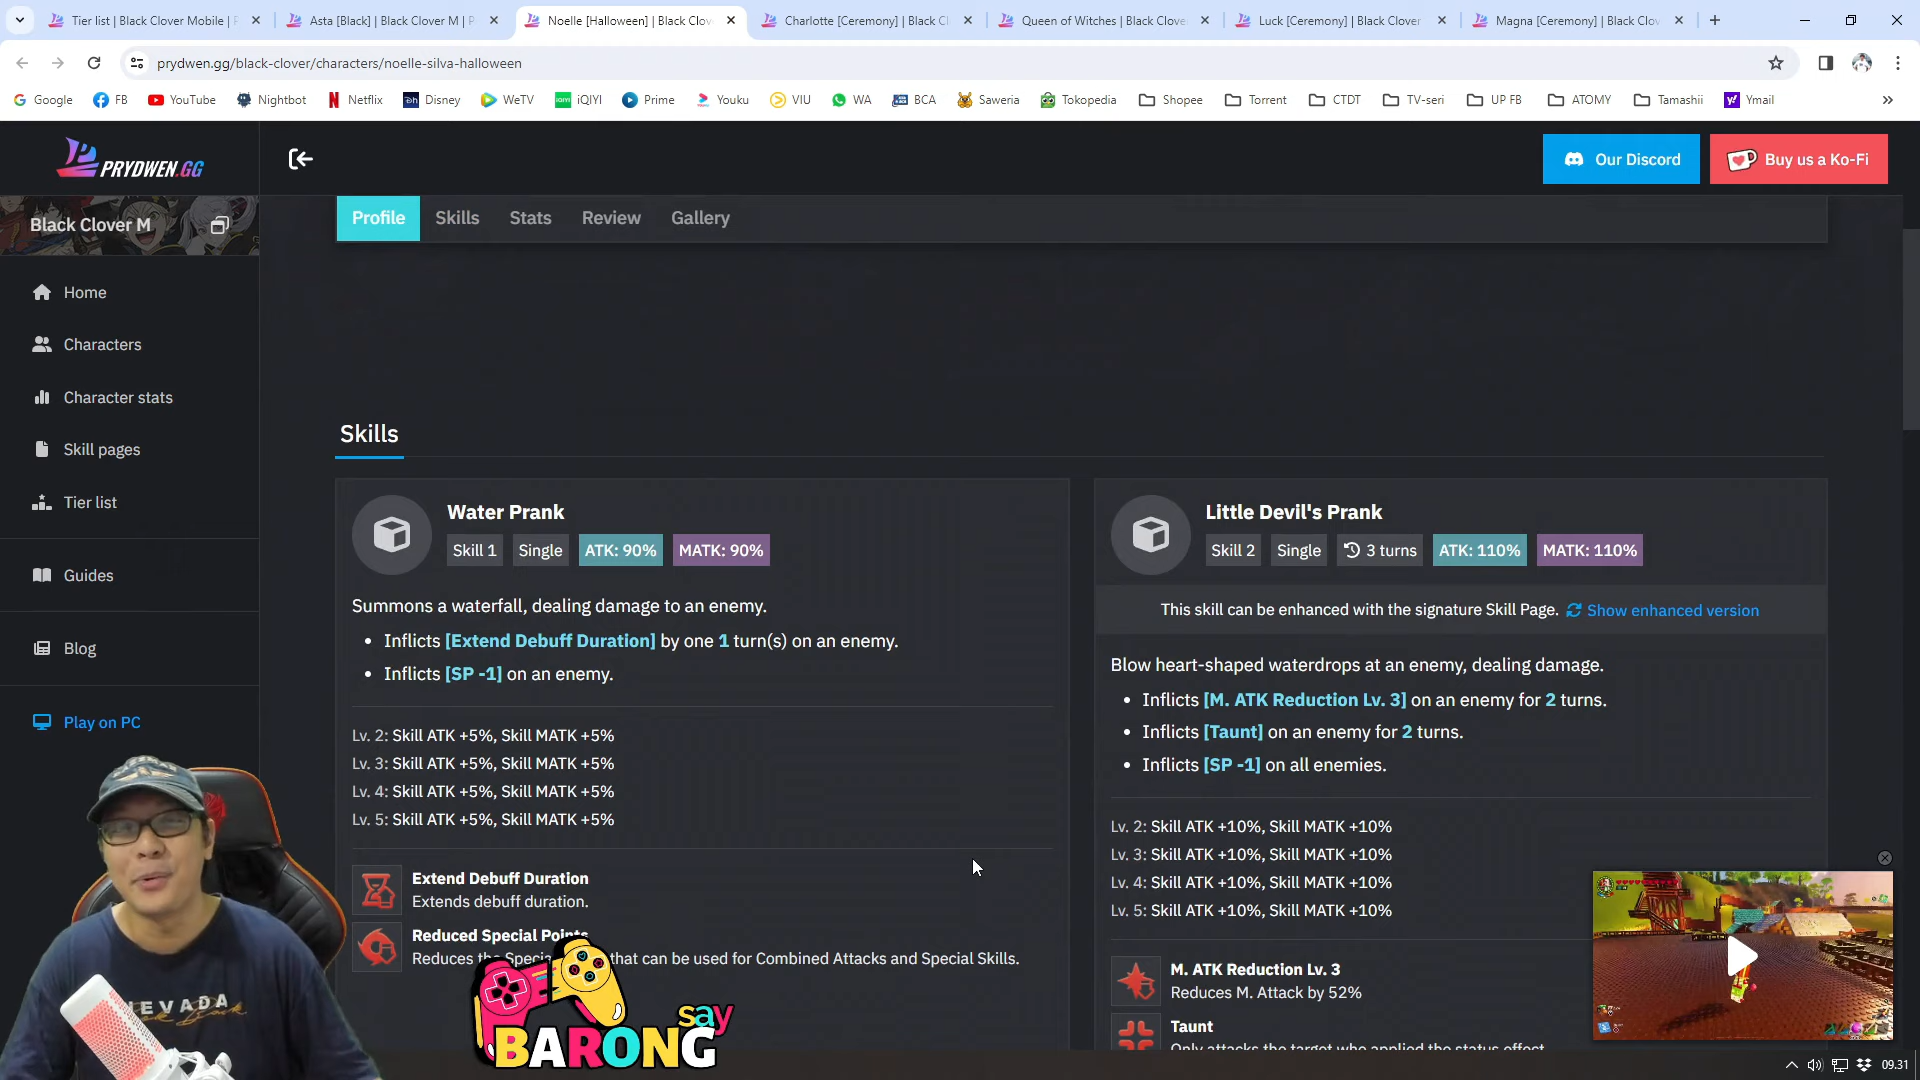 Tier list | Black Clover Mobile |
Asta [Black] | Black Clover M | P
Noelle [Halloween] | Black Clov
Charlotte [Ceremony] | Black Cl
Queen of Witches | Black Clove
Luck [Ceremony] | Black Clover
Magna [Ceremony] | Black Clov
prydwen.gg/black-clover/characters/noelle-silva-halloween
Google FB YouTube Nightbot Netflix Disney WeTV iQIYI Prime Youku VIU WA BCA Saweria Tokopedia Shopee Torrent CTDT TV-seri UP FB ATOMY Tamashii Ymail
PRYDWEN.GG
Our Discord
Buy us a Ko-Fi
Black Clover M
Home
Characters
Character stats
Skill pages
Tier list
Guides
Blog
Play on PC
Profile Skills Stats Review Gallery
Skills
Water Prank
Skill 1 Single ATK: 90% MATK: 90%
Summons a waterfall, dealing damage to an enemy.
• Inflicts [Extend Debuff Duration] by one 1 turn(s) on an enemy.
• Inflicts [SP -1] on an enemy.
Lv. 2: Skill ATK +5%, Skill MATK +5%
Lv. 3: Skill ATK +5%, Skill MATK +5%
Lv. 4: Skill ATK +5%, Skill MATK +5%
Lv. 5: Skill ATK +5%, Skill MATK +5%
Extend Debuff Duration
Extends debuff duration.
Reduced Special Points
Reduces the Special that can be used for Combined Attacks and Special Skills.
Little Devil's Prank
Skill 2 Single 3 turns ATK: 110% MATK: 110%
This skill can be enhanced with the signature Skill Page. Show enhanced version
Blow heart-shaped waterdrops at an enemy, dealing damage.
• Inflicts [M. ATK Reduction Lv. 3] on an enemy for 2 turns.
• Inflicts [Taunt] on an enemy for 2 turns.
• Inflicts [SP -1] on all enemies.
Lv. 2: Skill ATK +10%, Skill MATK +10%
Lv. 3: Skill ATK +10%, Skill MATK +10%
Lv. 4: Skill ATK +10%, Skill MATK +10%
Lv. 5: Skill ATK +10%, Skill MATK +10%
M. ATK Reduction Lv. 3
Reduces M. Attack by 52%
Taunt
Only attacks the target who applied the status effect
NEVADA
say
BARONG
09.31